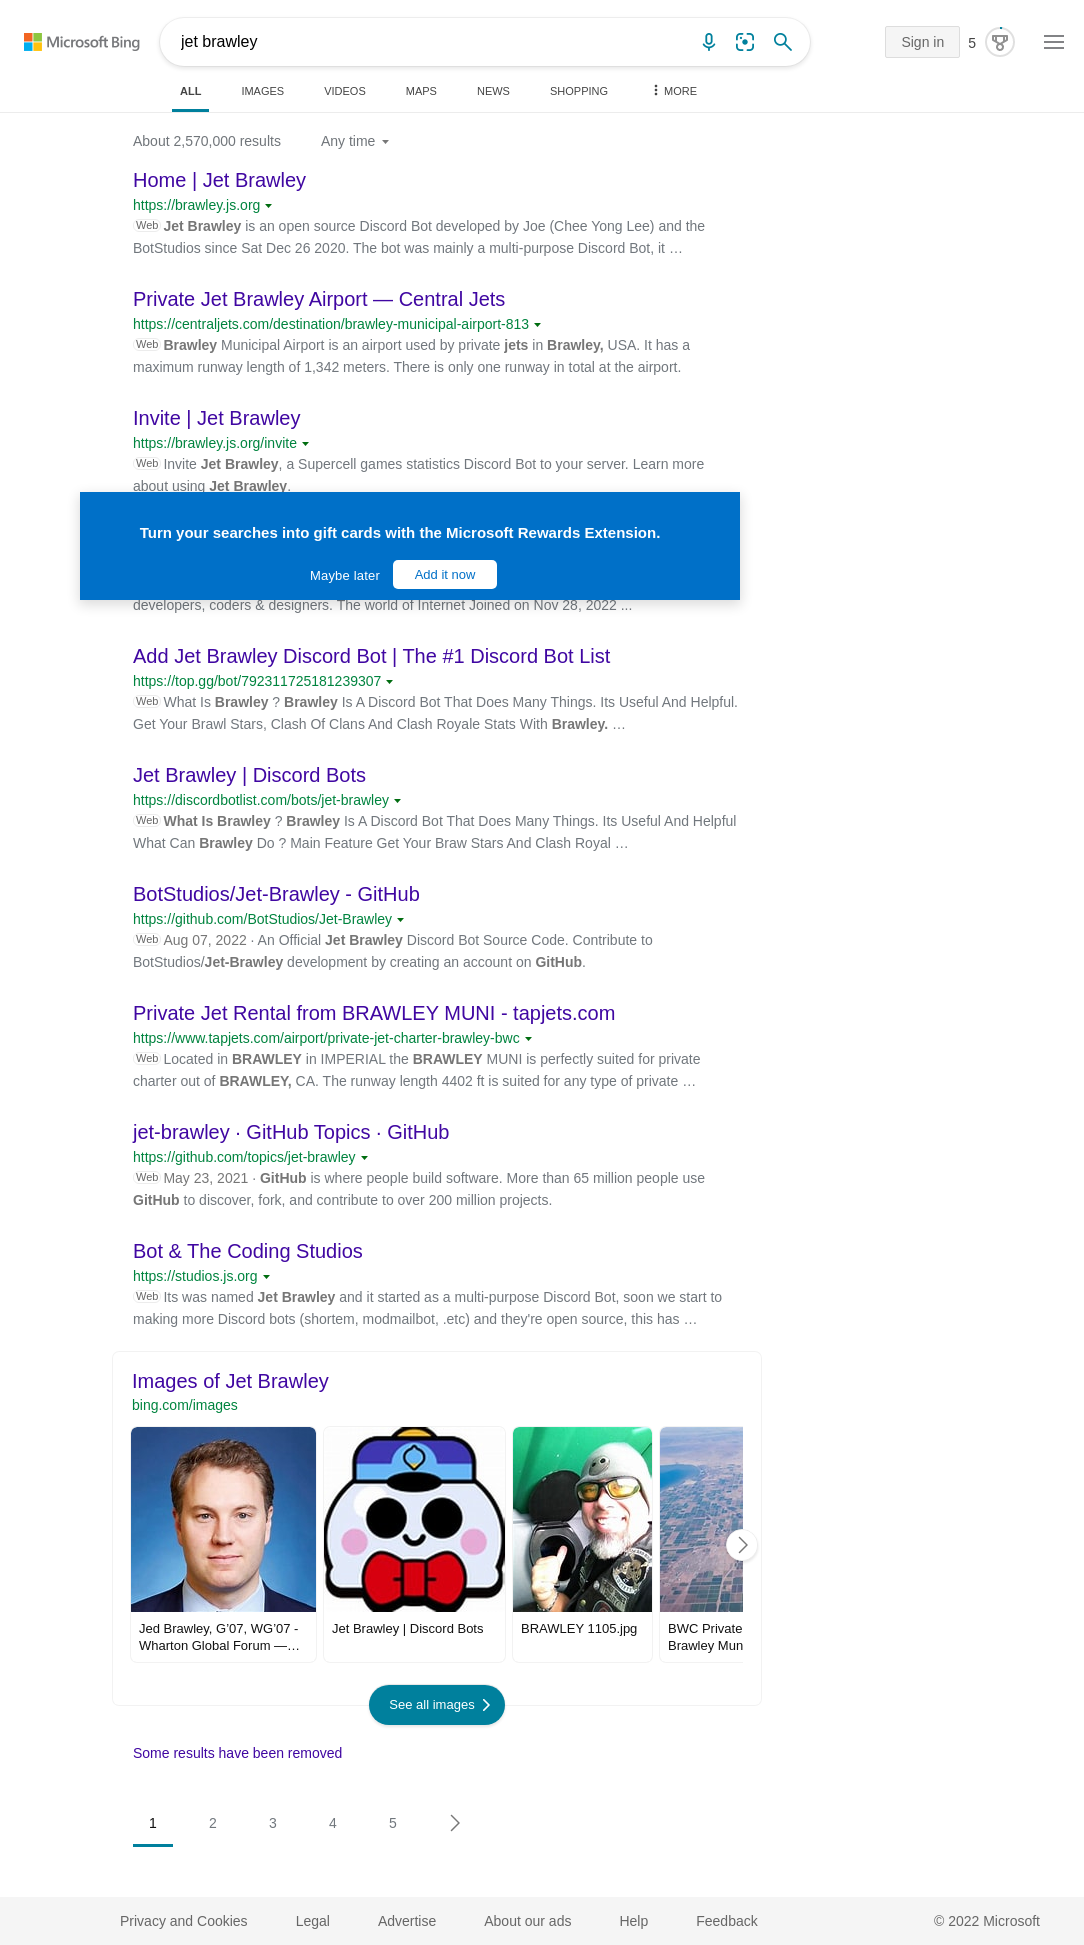 Microsoft Bing
jet brawley
Sign in
5
ALL
IMAGES
VIDEOS
MAPS
NEWS
SHOPPING
MORE
About 2,570,000 results
Any time
Home | Jet Brawley
https://brawley.js.org
Web Jet Brawley is an open source Discord Bot developed by Joe (Chee Yong Lee) and the
BotStudios since Sat Dec 26 2020. The bot was mainly a multi-purpose Discord Bot, it …
Private Jet Brawley Airport — Central Jets
https://centraljets.com/destination/brawley-municipal-airport-813
Web Brawley Municipal Airport is an airport used by private jets in Brawley, USA. It has a
maximum runway length of 1,342 meters. There is only one runway in total at the airport.
Invite | Jet Brawley
https://brawley.js.org/invite
Web Invite Jet Brawley, a Supercell games statistics Discord Bot to your server. Learn more
about using Jet Brawley.
Turn your searches into gift cards with the Microsoft Rewards Extension.
Maybe later
Add it now
developers, coders & designers. The world of Internet Joined on Nov 28, 2022 ...
Add Jet Brawley Discord Bot | The #1 Discord Bot List
https://top.gg/bot/792311725181239307
Web What Is Brawley ? Brawley Is A Discord Bot That Does Many Things. Its Useful And Helpful.
Get Your Brawl Stars, Clash Of Clans And Clash Royale Stats With Brawley. …
Jet Brawley | Discord Bots
https://discordbotlist.com/bots/jet-brawley
Web What Is Brawley ? Brawley Is A Discord Bot That Does Many Things. Its Useful And Helpful
What Can Brawley Do ? Main Feature Get Your Braw Stars And Clash Royal …
BotStudios/Jet-Brawley - GitHub
https://github.com/BotStudios/Jet-Brawley
Web Aug 07, 2022 · An Official Jet Brawley Discord Bot Source Code. Contribute to
BotStudios/Jet-Brawley development by creating an account on GitHub.
Private Jet Rental from BRAWLEY MUNI - tapjets.com
https://www.tapjets.com/airport/private-jet-charter-brawley-bwc
Web Located in BRAWLEY in IMPERIAL the BRAWLEY MUNI is perfectly suited for private
charter out of BRAWLEY, CA. The runway length 4402 ft is suited for any type of private …
jet-brawley · GitHub Topics · GitHub
https://github.com/topics/jet-brawley
Web May 23, 2021 · GitHub is where people build software. More than 65 million people use
GitHub to discover, fork, and contribute to over 200 million projects.
Bot & The Coding Studios
https://studios.js.org
Web Its was named Jet Brawley and it started as a multi-purpose Discord Bot, soon we start to
making more Discord bots (shortem, modmailbot, .etc) and they're open source, this has …
Images of Jet Brawley
bing.com/images
Jed Brawley, G’07, WG’07 -
Wharton Global Forum —…
Jet Brawley | Discord Bots
BRAWLEY 1105.jpg
BWC Private
Brawley Mun
See all images
Some results have been removed
1
2
3
4
5
Privacy and Cookies
Legal
Advertise
About our ads
Help
Feedback
© 2022 Microsoft